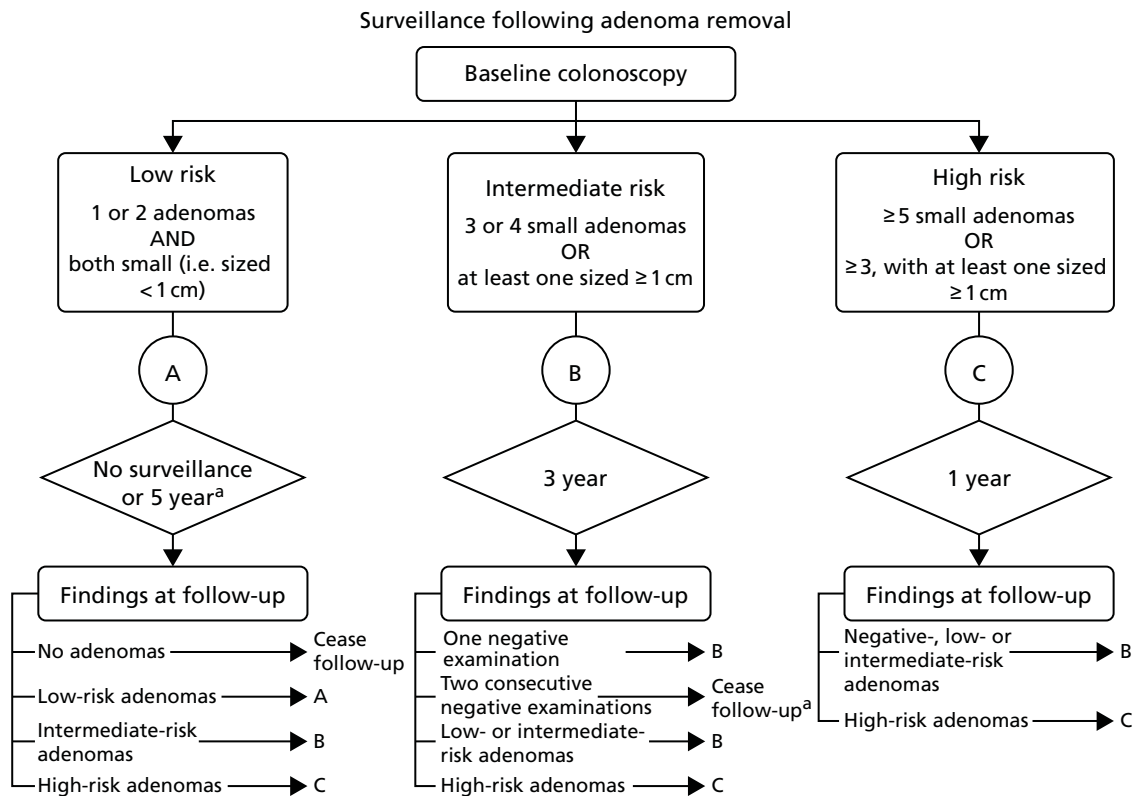 Surveillance following adenoma removal
Baseline colonoscopy
Low risk
1 or 2 adenomas
AND
both small (i.e. sized
< 1 cm)
Intermediate risk
3 or 4 small adenomas
OR
at least one sized ≥ 1 cm
High risk
≥ 5 small adenomas
OR
≥ 3, with at least one sized
≥ 1 cm
A
B
C
No surveillance
or 5 yearᵃ
3 year
1 year
Findings at follow-up
No adenomas
Cease
follow-up
Low-risk adenomas
A
Intermediate-risk
adenomas
B
High-risk adenomas
C
Findings at follow-up
One negative
examination
B
Two consecutive
negative examinations
Cease
follow-upᵃ
Low- or intermediate-
risk adenomas
B
High-risk adenomas
C
Findings at follow-up
Negative-, low- or
intermediate-risk
adenomas
B
High-risk adenomas
C